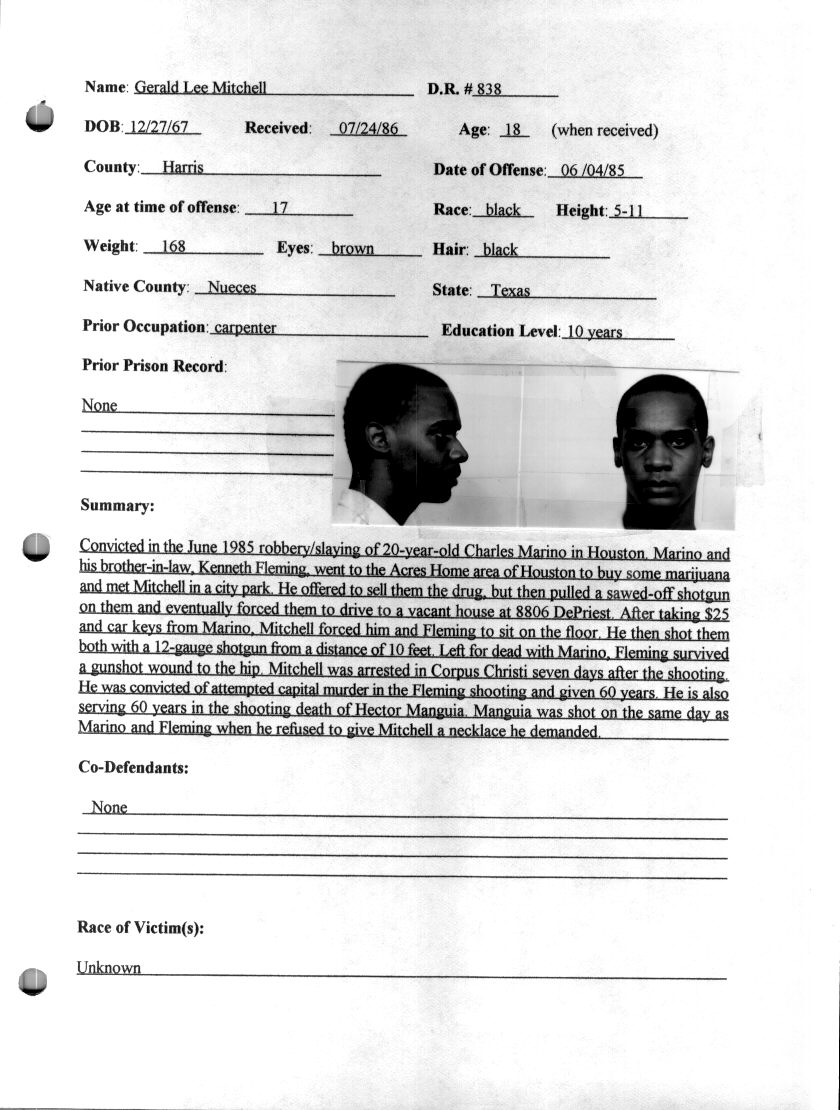 Name: Gerald Lee Mitchell D.R. # 838
DOB: 12/27/67 Received: 07/24/86 Age: 18 (when received)
County: Harris Date of Offense: 06 /04/85
Age at time of offense: 17 Race: black Height: 5-11
Weight: 168 Eyes: brown Hair: black
Native County: Nueces State: Texas
Prior Occupation: carpenter Education Level: 10 years
Prior Prison Record:
None
Summary:
Convicted in the June 1985 robbery/slaying of 20-year-old Charles Marino in Houston. Marino and
his brother-in-law, Kenneth Fleming, went to the Acres Home area of Houston to buy some marijuana
and met Mitchell in a city park. He offered to sell them the drug, but then pulled a sawed-off shotgun
on them and eventually forced them to drive to a vacant house at 8806 DePriest. After taking $25
and car keys from Marino, Mitchell forced him and Fleming to sit on the floor. He then shot them
both with a 12-gauge shotgun from a distance of 10 feet. Left for dead with Marino, Fleming survived
a gunshot wound to the hip. Mitchell was arrested in Corpus Christi seven days after the shooting.
He was convicted of attempted capital murder in the Fleming shooting and given 60 years. He is also
serving 60 years in the shooting death of Hector Manguia. Manguia was shot on the same day as
Marino and Fleming when he refused to give Mitchell a necklace he demanded.
Co-Defendants:
None
Race of Victim(s):
Unknown